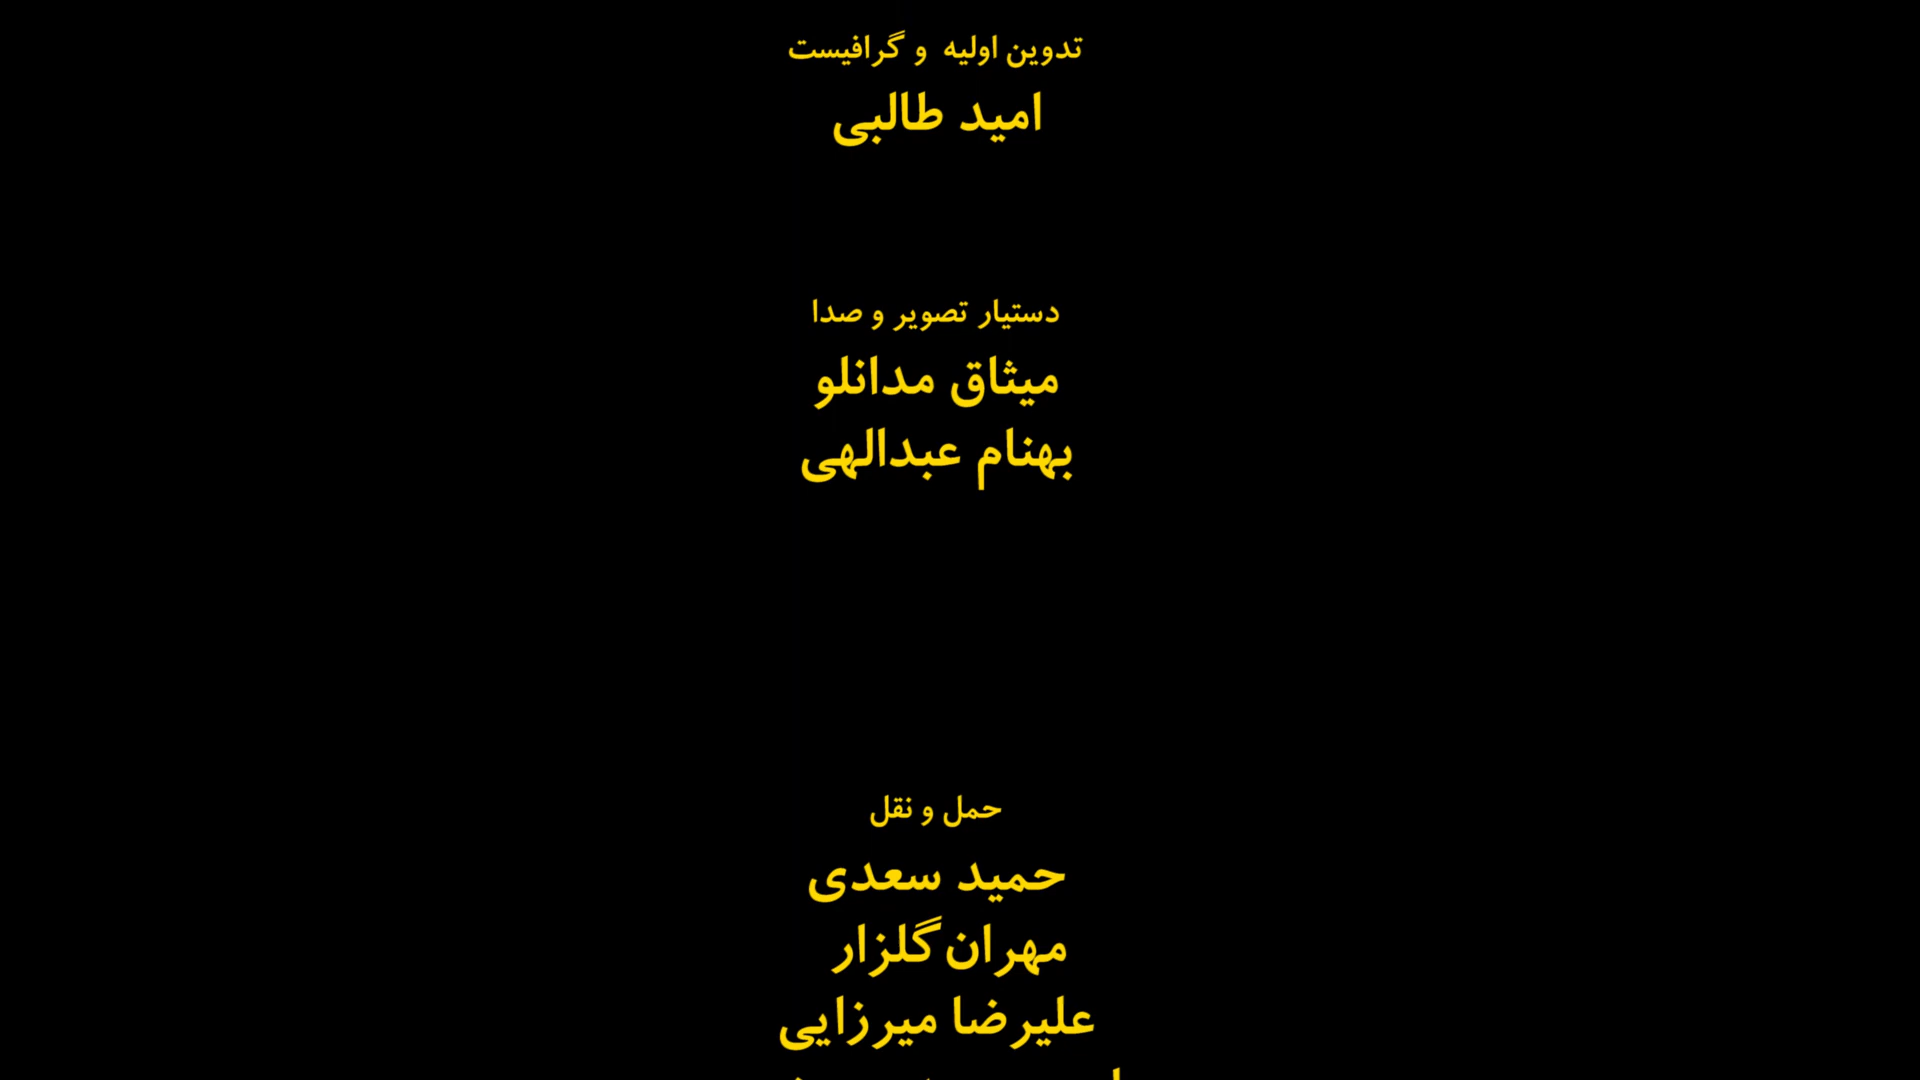 تدوین اولیه و گرافیست
امید طالبی
دستیار تصویر و صدا
میثاق مدانلو
بهنام عبدالهی
حمل و نقل
حمید سعدی
مهران گلزار
علیرضا میرزایی